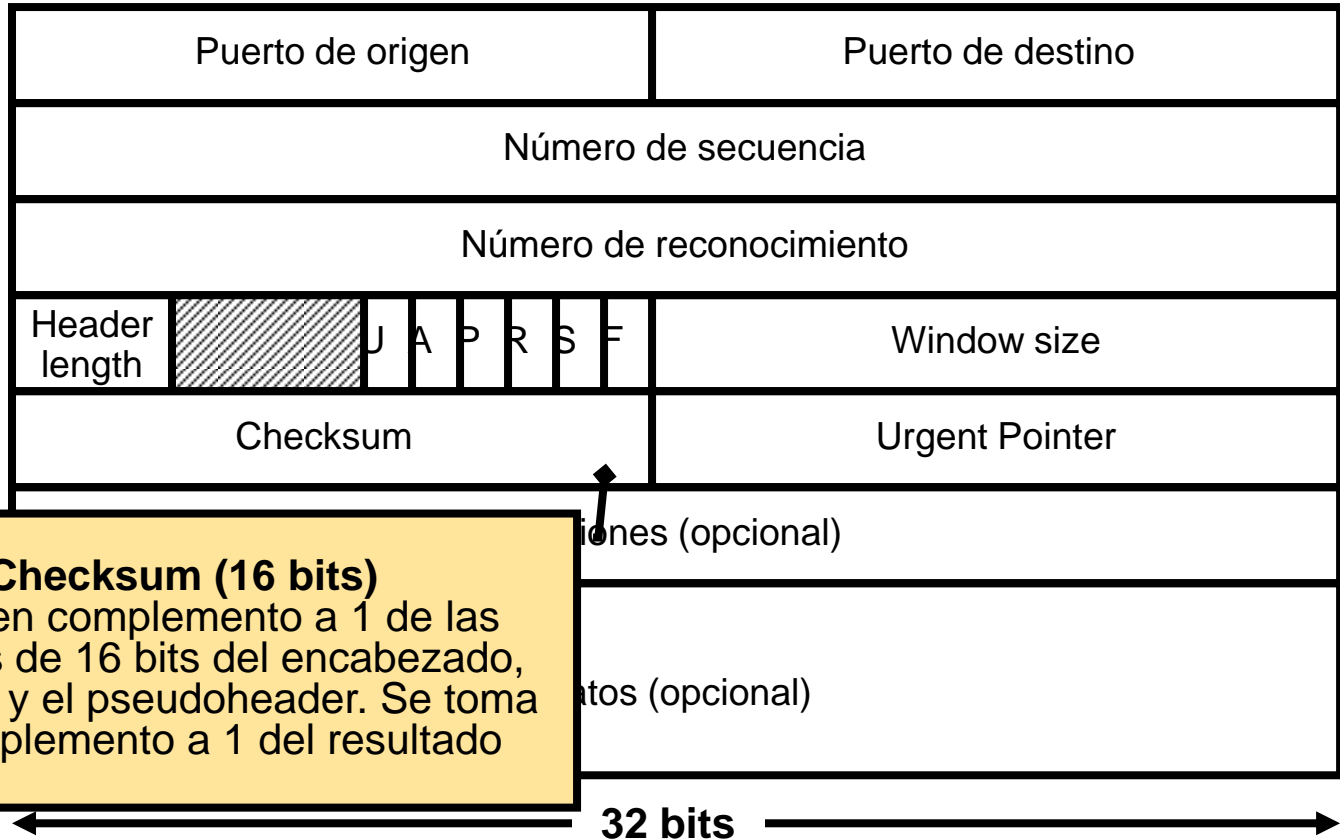 Puerto de origen
Puerto de destino
Número de secuencia
Número de reconocimiento
Header
length
U A P R S F
Window size
Checksum
Urgent Pointer
(opcional)
Checksum (16 bits)
en complemento a 1 de las
de 16 bits del encabezado,
y el pseudoheader. Se toma
a 1 del resultado
(opcional)
32 bits